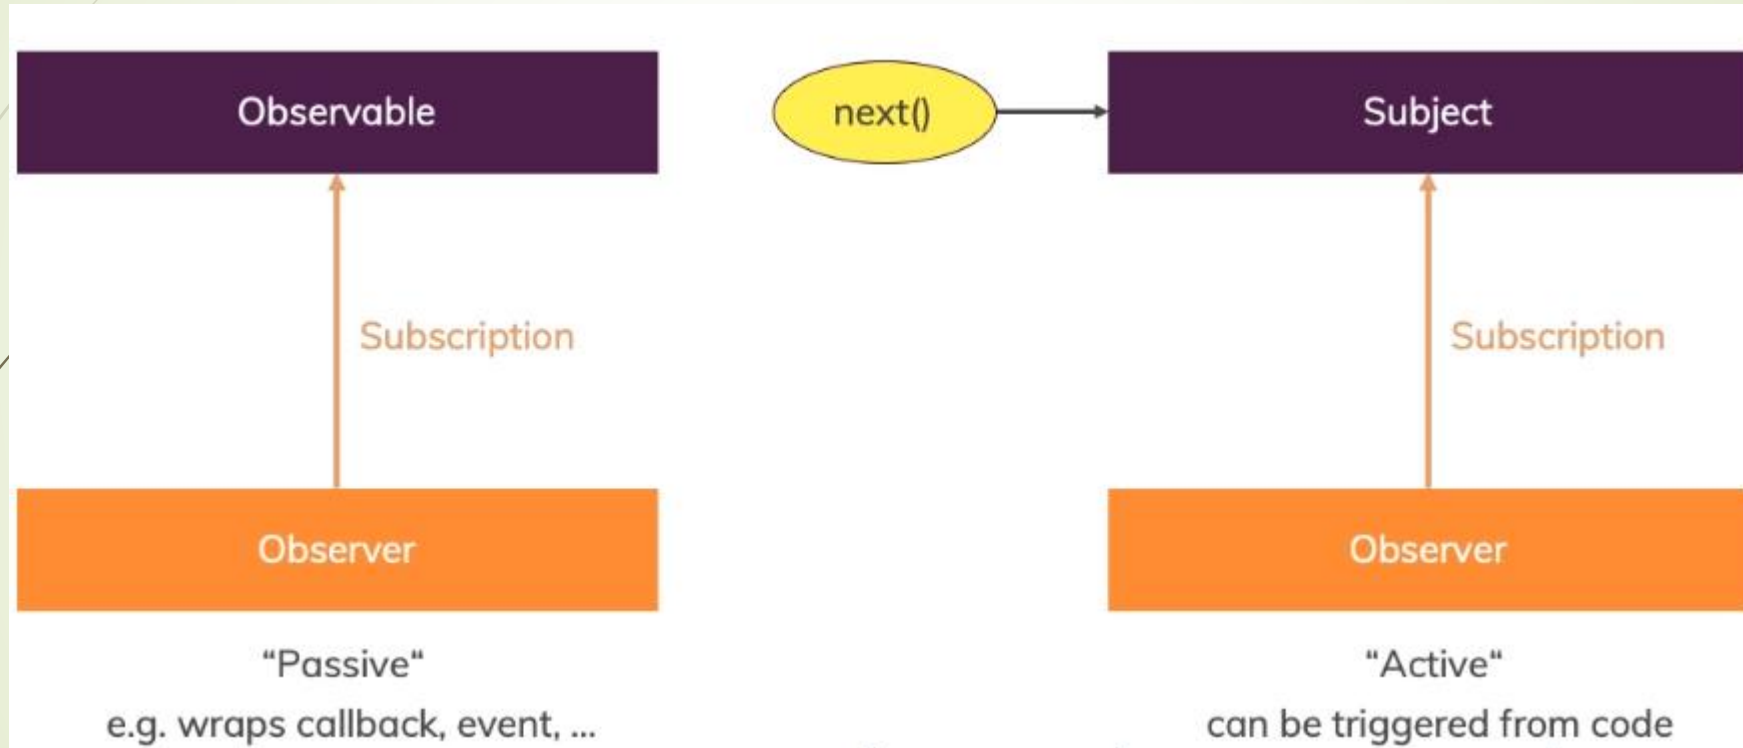 Observable
next()
Subject
Subscription
Subscription
Observer
Observer
“Passive“
“Active“
e.g. wraps callback, event, ...
can be triggered from code